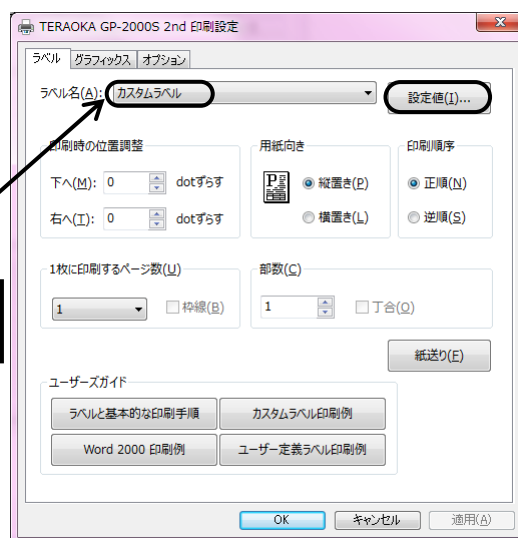 TERAOKA GP-2000S 2nd 印刷設定
ラベル グラフィックス オプション
ラベル名(A): カスタムラベル 設定値(I)...
印刷時の位置調整 用紙向き 印刷順序
下へ(M): 0 dotずらす 縦置き(P) 正順(N)
右へ(T): 0 dotずらす 横置き(L) 逆順(S)
1枚に印刷するページ数(U) 部数(C)
1 枠線(B) 1 丁合(O)
紙送り(F)
ユーザーズガイド
ラベルと基本的な印刷手順 カスタムラベル印刷例
Word 2000 印刷例 ユーザー定義ラベル印刷例
OK キャンセル 適用(A)